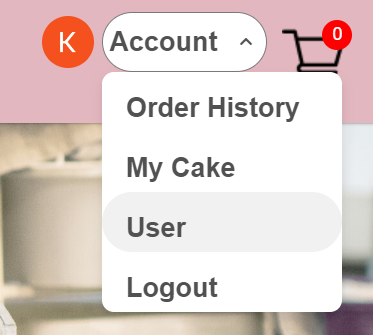 K Account 0
Order History
My Cake
User
Logout